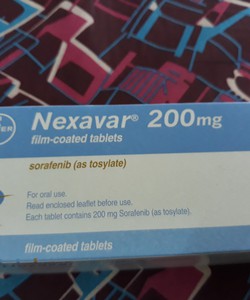 Nexavar® 200mg
film-coated tablets
sorafenib (as tosylate)
For oral use.
Read enclosed leaflet before use.
Each tablet contains 200 mg Sorafenib (as tosylate).
film-coated tablets